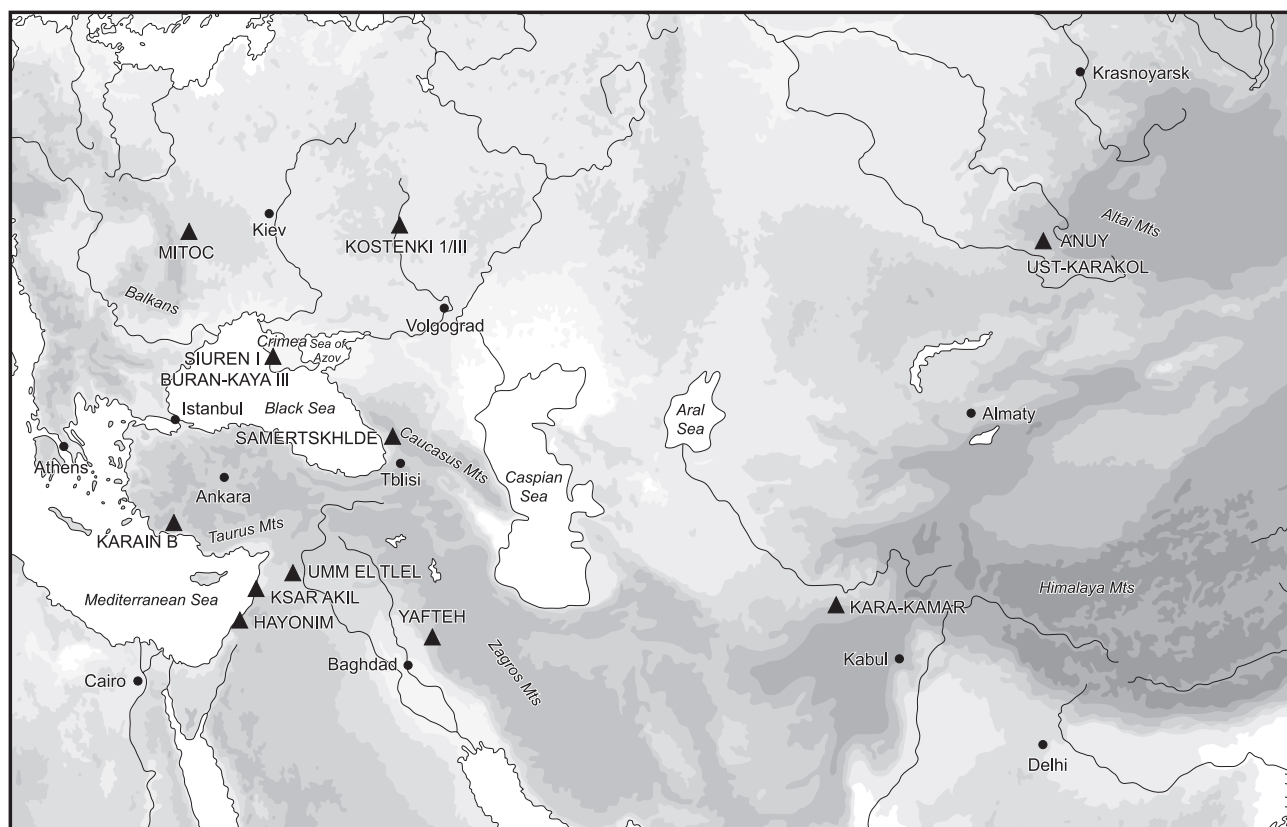 Krasnoyarsk
Kiev
MITOC
KOSTENKI 1/III
Altai Mts
ANUY
UST-KARAKOL
Balkans
Volgograd
Crimea
Sea of
Azov
SIUREN I
BURAN-KAYA III
Istanbul
Black Sea
Aral
Sea
Almaty
SAMERTSKHLDE
Caucasus Mts
Athens
Tblisi
Caspian
Sea
Ankara
Taurus Mts
KARAIN B
UMM EL TLEL
Mediterranean Sea
KSAR AKIL
HAYONIM
YAFTEH
KARA-KAMAR
Himalaya Mts
Baghdad
Zagros Mts
Kabul
Cairo
Delhi